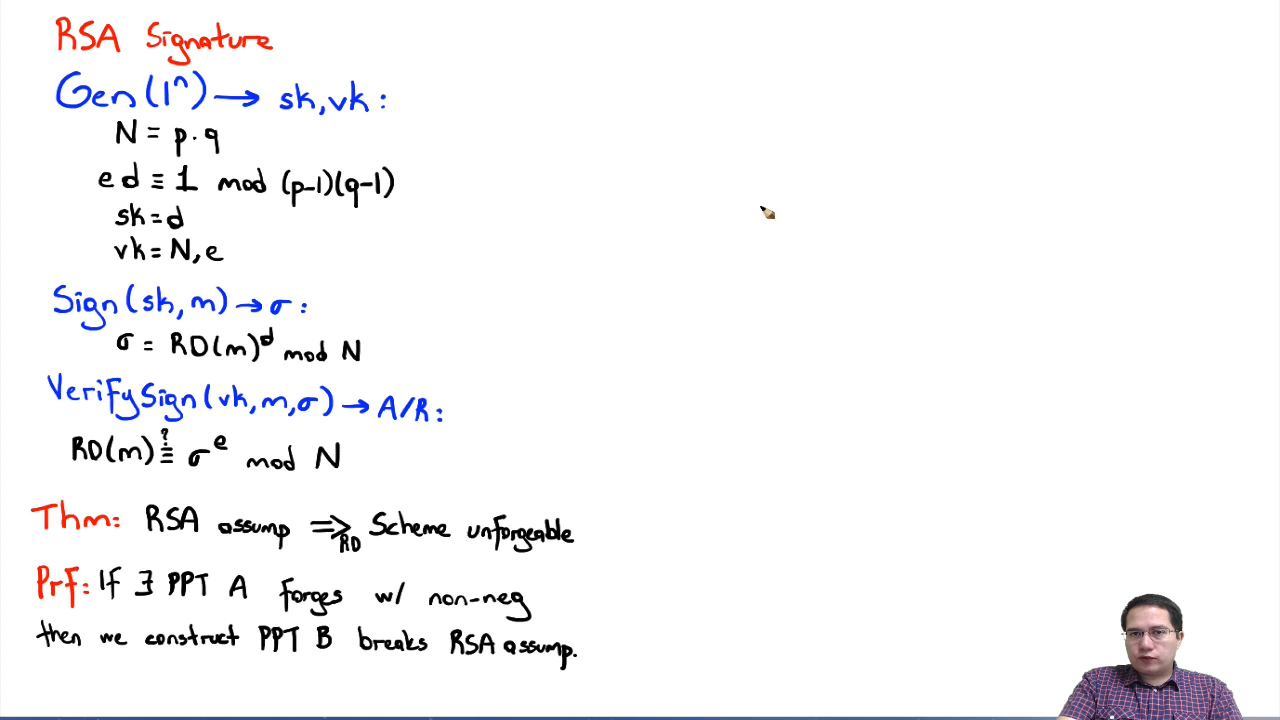 RSA Signature
Gen(1ⁿ) → sk, vk:
N = p·q
e d ≡ 1 mod (p-1)(q-1)
sk = d
vk = N, e
Sign(sk, m) → σ:
σ = RO(m)ᵈ mod N
VerifySign(vk, m, σ) → A/R:
RO(m) ≟ σᵉ mod N
Thm: RSA assump ⇒ RO Scheme unforgeable
Prf: If ∃ PPT A forges w/ non-neg
then we construct PPT B breaks RSA assump.